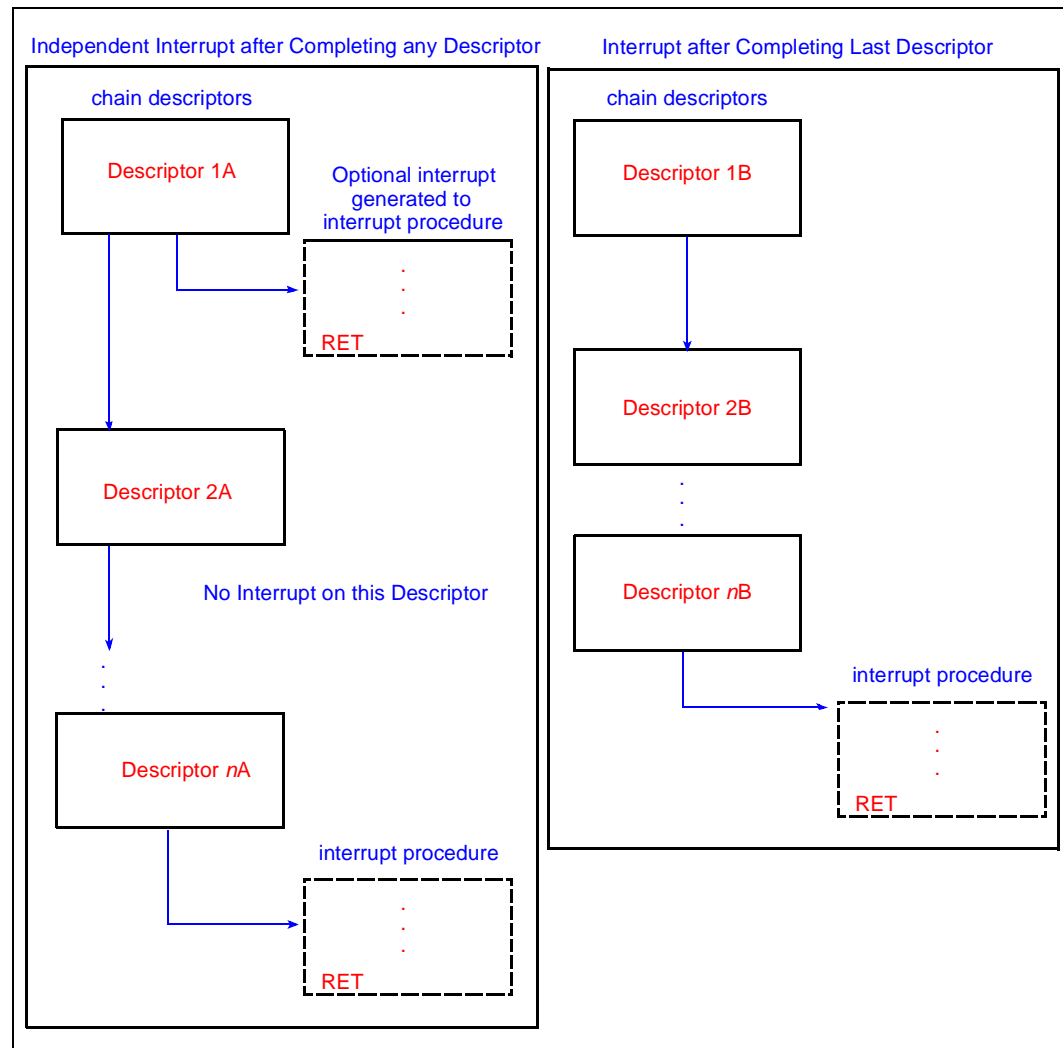 Independent Interrupt after Completing any Descriptor
chain descriptors
Descriptor 1A
Optional interrupt
generated to
interrupt procedure
.
.
.
RET
Descriptor 2A
No Interrupt on this Descriptor
.
.
.
Descriptor nA
interrupt procedure
.
.
.
RET
Interrupt after Completing Last Descriptor
chain descriptors
Descriptor 1B
Descriptor 2B
.
.
.
Descriptor nB
interrupt procedure
.
.
.
RET